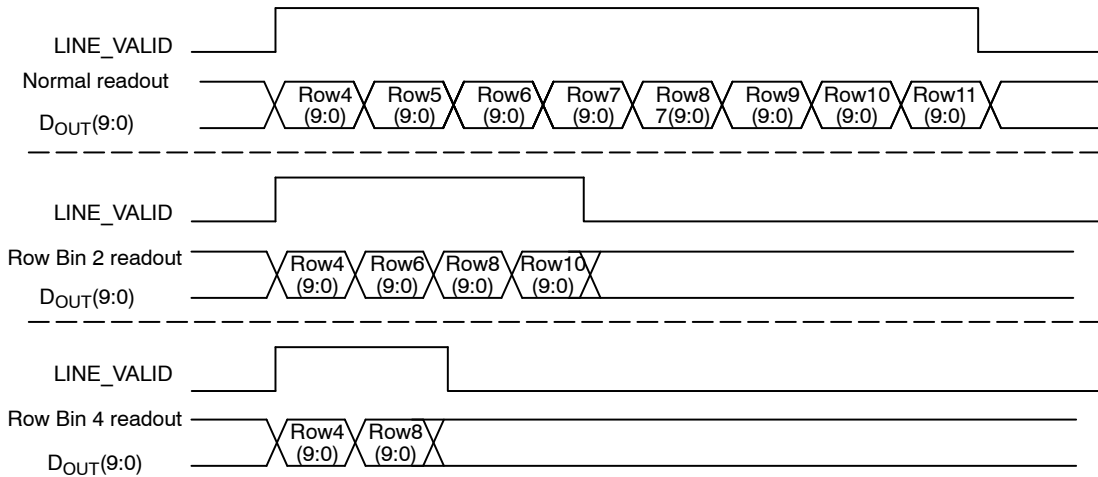 LINE_VALID
Normal readout
Row4 Row5 Row6 Row7 Row8 Row9 Row10 Row11
(9:0) (9:0) (9:0) (9:0) 7(9:0) (9:0) (9:0) (9:0)
DOUT(9:0)
LINE_VALID
Row Bin 2 readout
Row4 Row6 Row8 Row10
(9:0) (9:0) (9:0) (9:0)
DOUT(9:0)
LINE_VALID
Row Bin 4 readout
Row4 Row8
(9:0) (9:0)
DOUT(9:0)